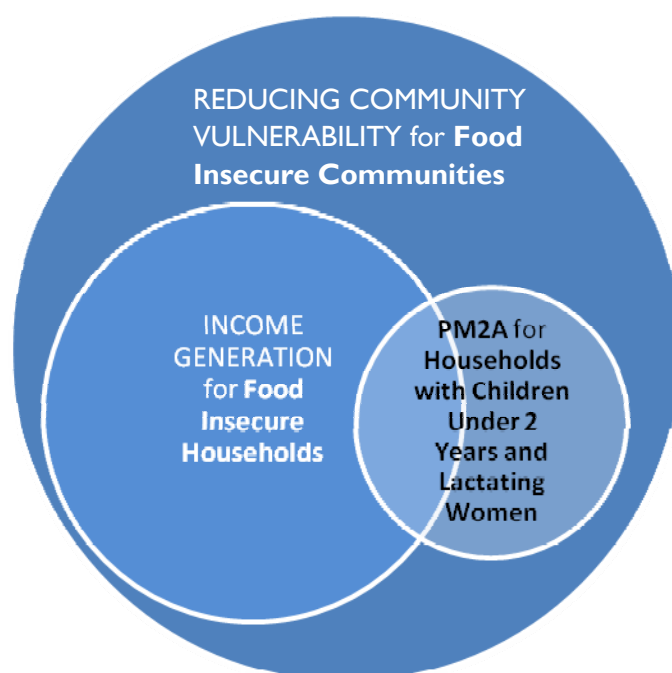 REDUCING COMMUNITY
VULNERABILITY for Food
Insecure Communities
INCOME
GENERATION
for Food
Insecure
Households
PM2A for
Households
with Children
Under 2
Years and
Lactating
Women